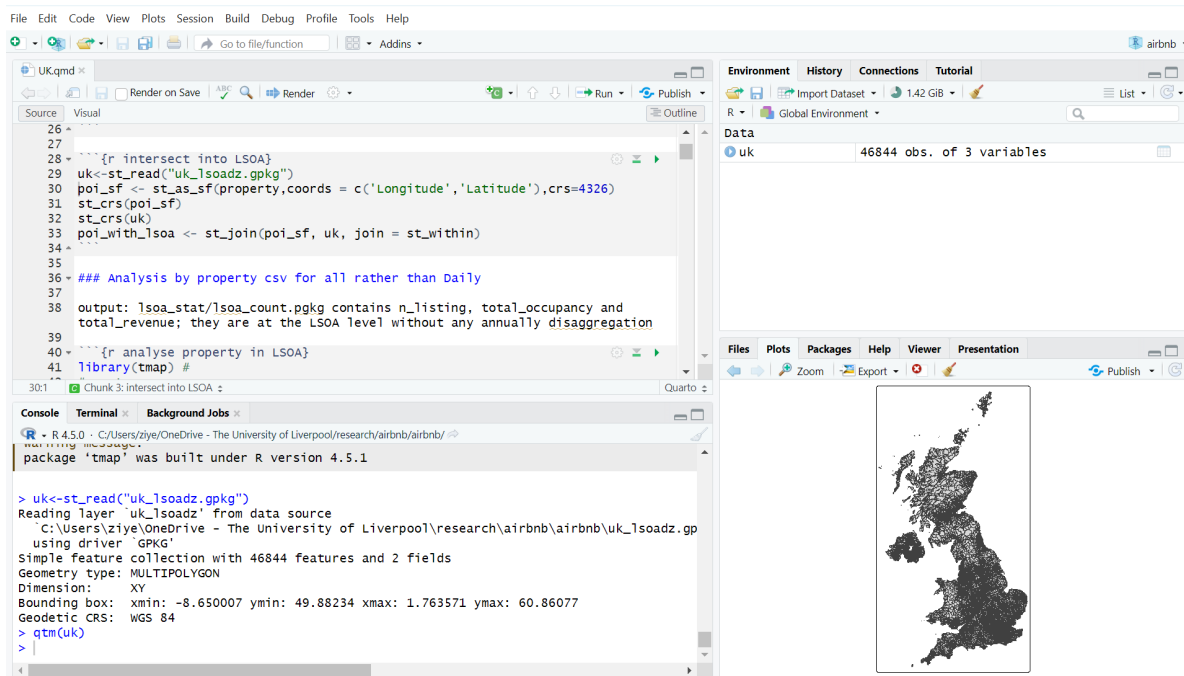 File Edit Code View Plots Session Build Debug Profile Tools Help
Go to file/function Addins airbnb
UK.qmd
Render on Save ABC Render Run Publish
Source Visual Outline
26 ```
27
28 ```{r intersect into LSOA}
29 uk<-st_read("uk_lsoadz.gpkg")
30 poi_sf <- st_as_sf(property,coords = c('Longitude','Latitude'),crs=4326)
31 st_crs(poi_sf)
32 st_crs(uk)
33 poi_with_lsoa <- st_join(poi_sf, uk, join = st_within)
34 ```
35
36 ### Analysis by property csv for all rather than Daily
37
38 output: lsoa_stat/lsoa_count.pgkg contains n_listing, total_occupancy and
total_revenue; they are at the LSOA level without any annually disaggregation
39
40 ```{r analyse property in LSOA}
41 library(tmap) #
30:1 C Chunk 3: intersect into LSOA Quarto
Console Terminal Background Jobs
R R 4.5.0 · C:/Users/ziye/OneDrive - The University of Liverpool/research/airbnb/airbnb/
warning message:
package ‘tmap’ was built under R version 4.5.1
> uk<-st_read("uk_lsoadz.gpkg")
Reading layer `uk_lsoadz' from data source
`C:\Users\ziye\OneDrive - The University of Liverpool\research\airbnb\airbnb\uk_lsoadz.gp
using driver `GPKG'
Simple feature collection with 46844 features and 2 fields
Geometry type: MULTIPOLYGON
Dimension: XY
Bounding box: xmin: -8.650007 ymin: 49.88234 xmax: 1.763571 ymax: 60.86077
Geodetic CRS: WGS 84
> qtm(uk)
>
Environment History Connections Tutorial
Import Dataset 1.42 GiB List
R Global Environment
Data
uk 46844 obs. of 3 variables
Files Plots Packages Help Viewer Presentation
Zoom Export Publish